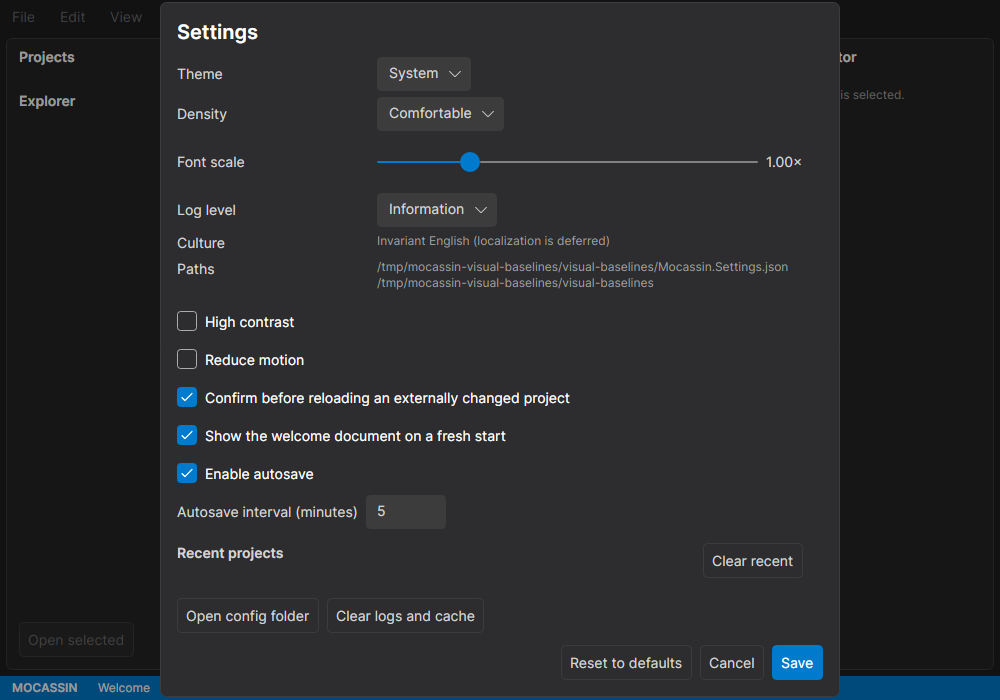 File Edit View
Settings
Projects
Explorer
Theme System
Density Comfortable
Font scale 1.00×
Log level Information
Culture Invariant English (localization is deferred)
Paths /tmp/mocassin-visual-baselines/visual-baselines/Mocassin.Settings.json
/tmp/mocassin-visual-baselines/visual-baselines
High contrast
Reduce motion
Confirm before reloading an externally changed project
Show the welcome document on a fresh start
Enable autosave
Autosave interval (minutes) 5
Recent projects Clear recent
Open config folder Clear logs and cache
Reset to defaults Cancel Save
is selected.
Open selected
MOCASSIN Welcome